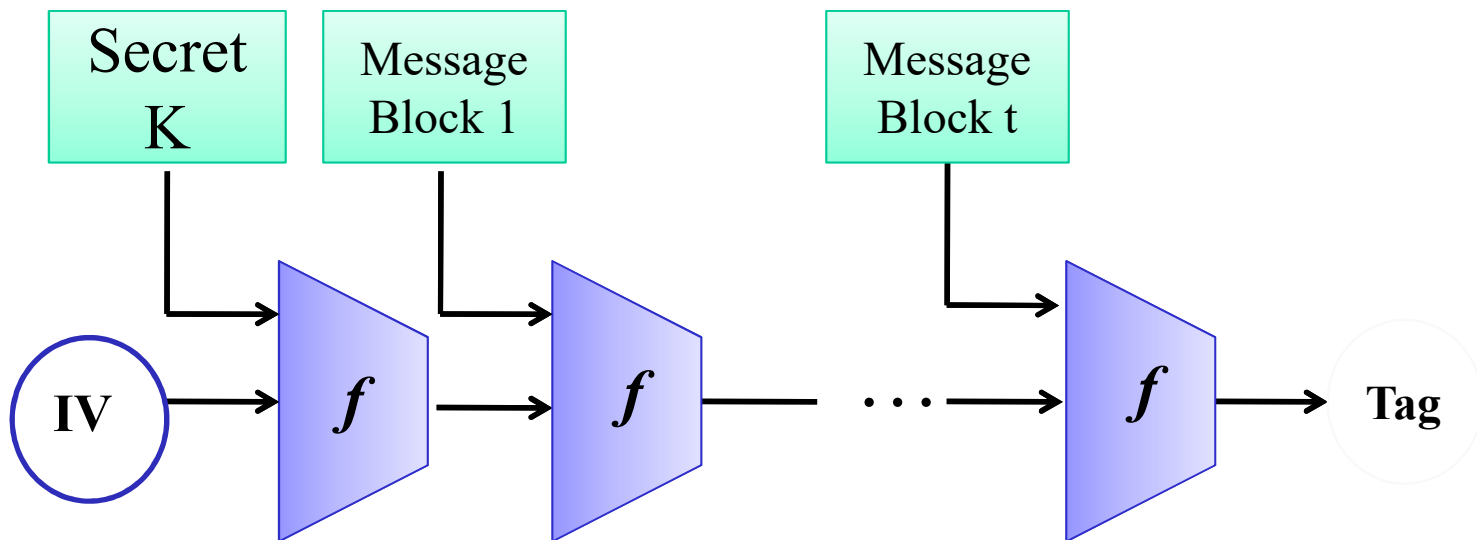 Secret
K
Message
Block 1
Message
Block t
IV
f
f
...
f
Tag